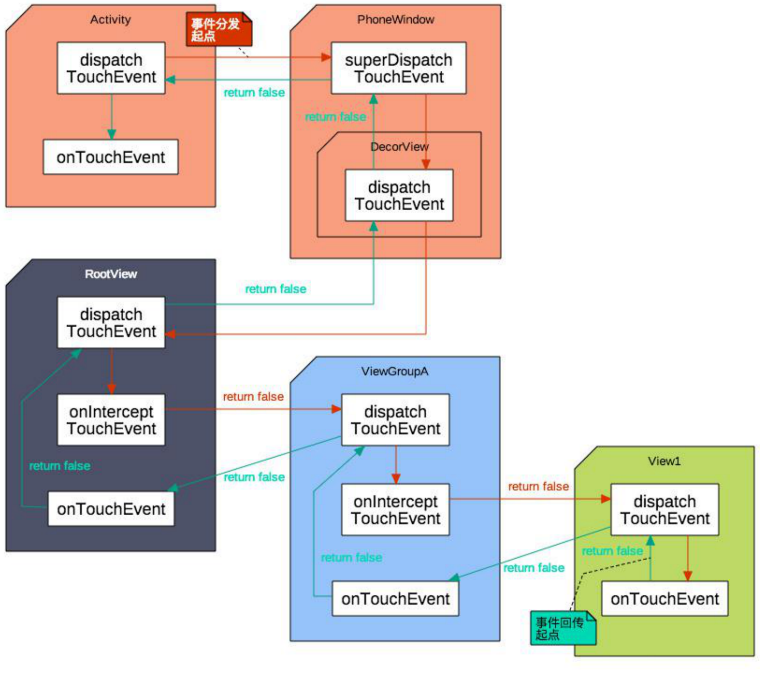 Activity
事件分发
起点
PhoneWindow
dispatch
TouchEvent
superDispatch
TouchEvent
return false
return false
onTouchEvent
DecorView
dispatch
TouchEvent
RootView
return false
dispatch
TouchEvent
ViewGroupA
onIntercept
TouchEvent
return false
dispatch
TouchEvent
return false
return false
onTouchEvent
View1
onIntercept
TouchEvent
return false
dispatch
TouchEvent
return false
return false
return false
onTouchEvent
onTouchEvent
事件回传
起点